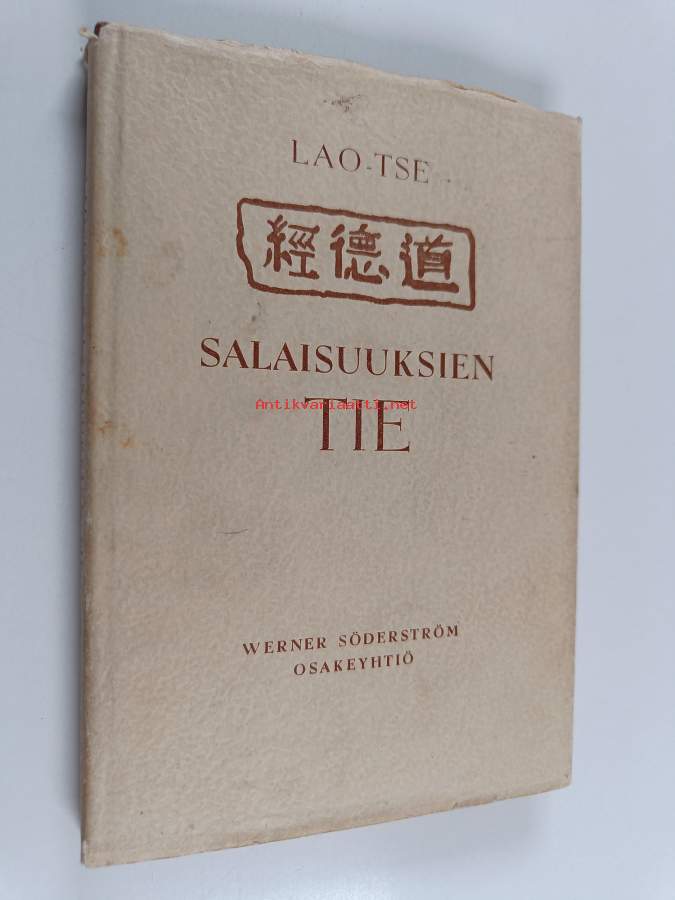 LAO-TSE
經德道
SALAISUUKSIEN
Antikvariaatti.net
TIE
WERNER SÖDERSTRÖM
OSAKEYHTIÖ